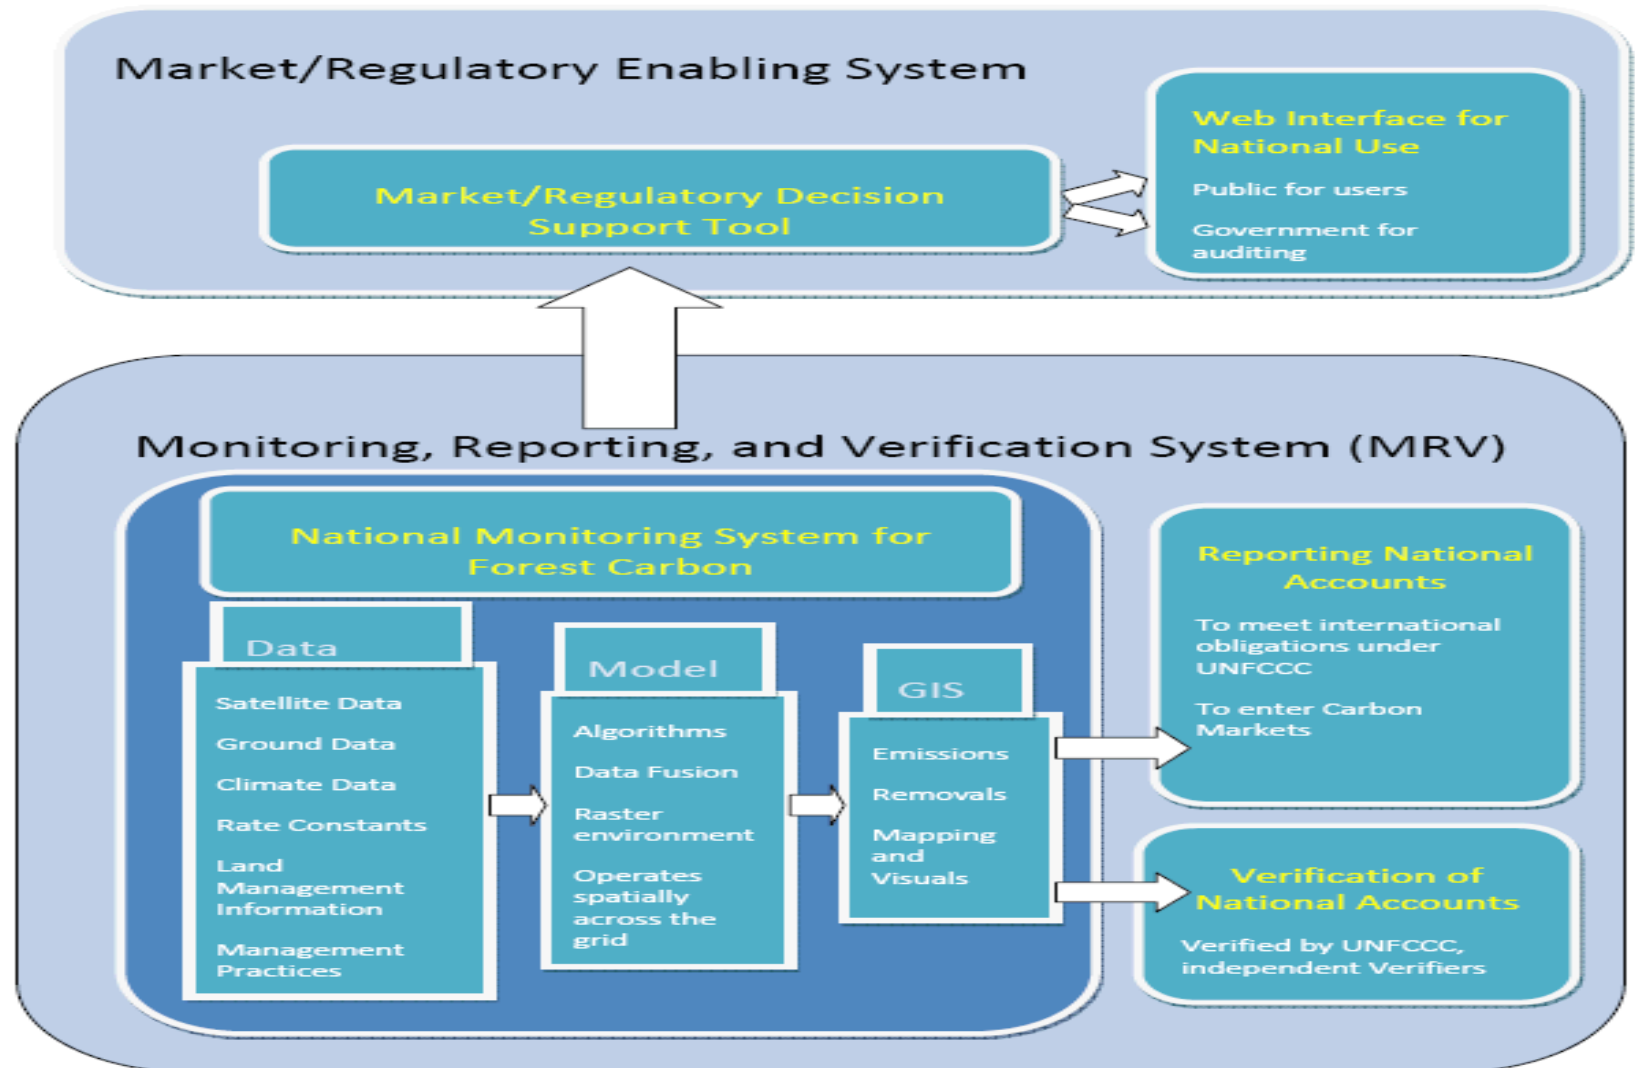 Market/Regulatory Enabling System
Market/Regulatory Decision
Support Tool
Web Interface for
National Use
Public for users
Government for
auditing
Monitoring, Reporting, and Verification System (MRV)
National Monitoring System for
Forest Carbon
Data
Satellite Data
Ground Data
Climate Data
Rate Constants
Land
Management
Information
Management
Practices
Model
Algorithms
Data Fusion
Raster
environment
Operates
spatially
across the
grid
GIS
Emissions
Removals
Mapping
and
Visuals
Reporting National
Accounts
To meet international
obligations under
UNFCCC
To enter Carbon
Markets
Verification of
National Accounts
Verified by UNFCCC,
independent Verifiers